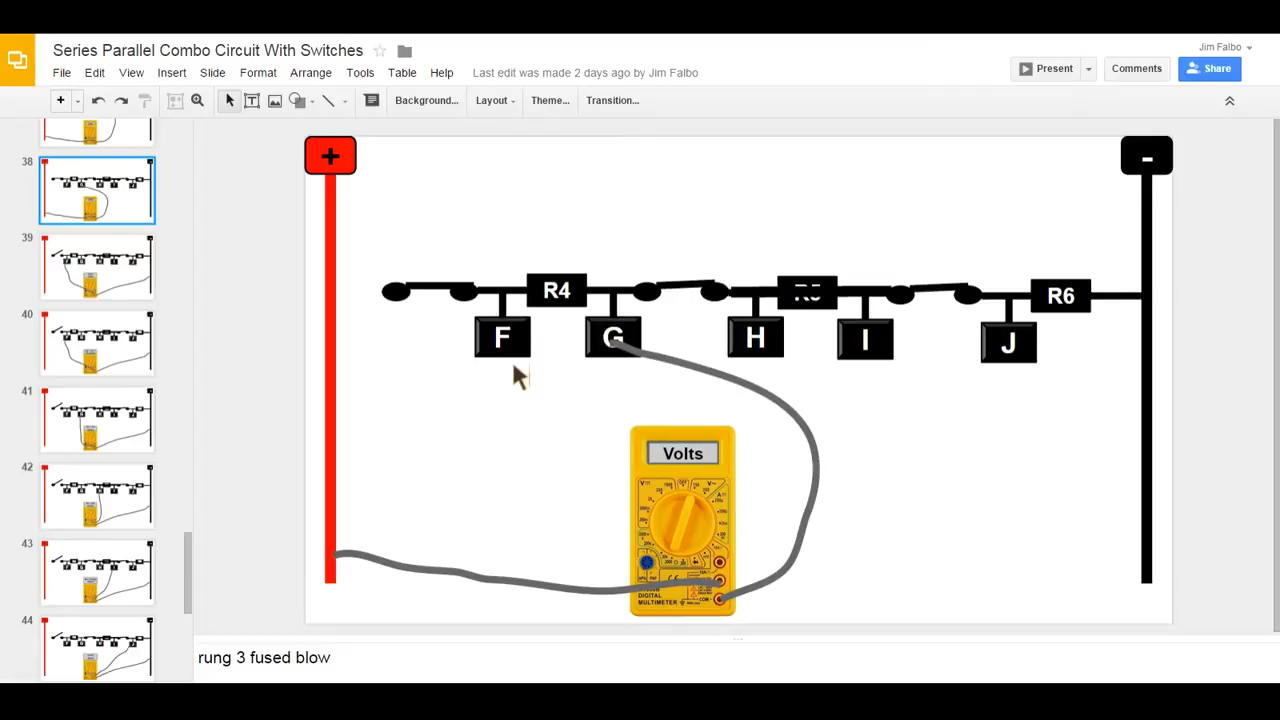 Series Parallel Combo Circuit With Switches
Jim Falbo
File Edit View Insert Slide Format Arrange Tools Table Help Last edit was made 2 days ago by Jim Falbo
Present Comments Share
Background... Layout Theme... Transition...
38
39
40
41
42
43
44
+ -
R4 R5 R6
F G H I J
Volts
DIGITAL
MULTIMETER
COM
rung 3 fused blow